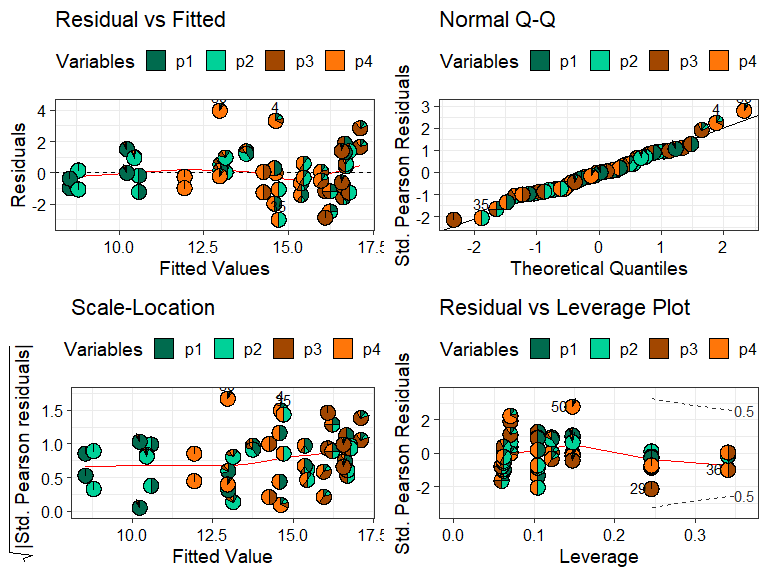 Residual vs Fitted
Variables p1 p2 p3 p4
4
2
0
-2
Residuals
4
10.0 12.5 15.0 17.5
Fitted Values
Normal Q-Q
Variables p1 p2 p3 p4
3
2
1
0
-1
-2
Std. Pearson Residuals
4
35
-2 -1 0 1 2
Theoretical Quantiles
Scale-Location
Variables p1 p2 p3 p4
1.5
1.0
0.5
0.0
√|Std. Pearson residuals|
4
10.0 12.5 15.0 17.5
Fitted Value
Residual vs Leverage Plot
Variables p1 p2 p3 p4
2
0
-2
Std. Pearson Residuals
50
29
0.5
0.5
0.0 0.1 0.2 0.3
Leverage